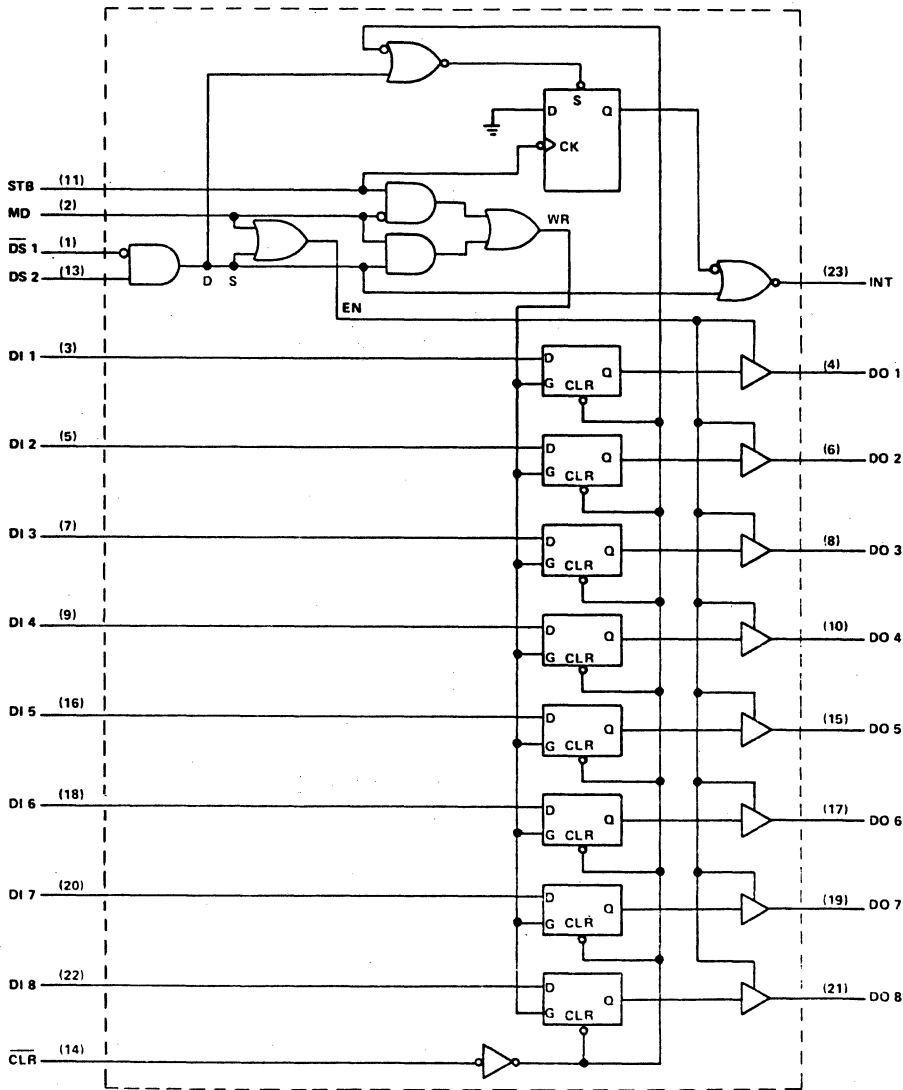 S
D Q
CK
STB (11)
MD (2)
WR
D̅S̅ 1 (1)
DS 2 (13)
D S
(23) INT
EN
DI 1 (3) D Q (4) DO 1
G CLR
DI 2 (5) D Q (6) DO 2
G CLR
DI 3 (7) D Q (8) DO 3
G CLR
DI 4 (9) D Q (10) DO 4
G CLR
DI 5 (16) D Q (15) DO 5
G CLR
DI 6 (18) D Q (17) DO 6
G CLR
DI 7 (20) D Q (19) DO 7
G CLR
DI 8 (22) D Q (21) DO 8
G CLR
C̅L̅R̅ (14)